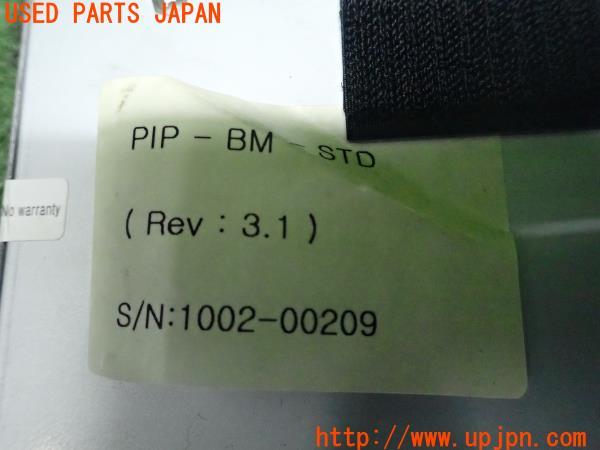 USED PARTS JAPAN
PIP - BM - STD
No warranty
( Rev : 3.1 )
S/N:1002-00209
http://www.upjpn.com